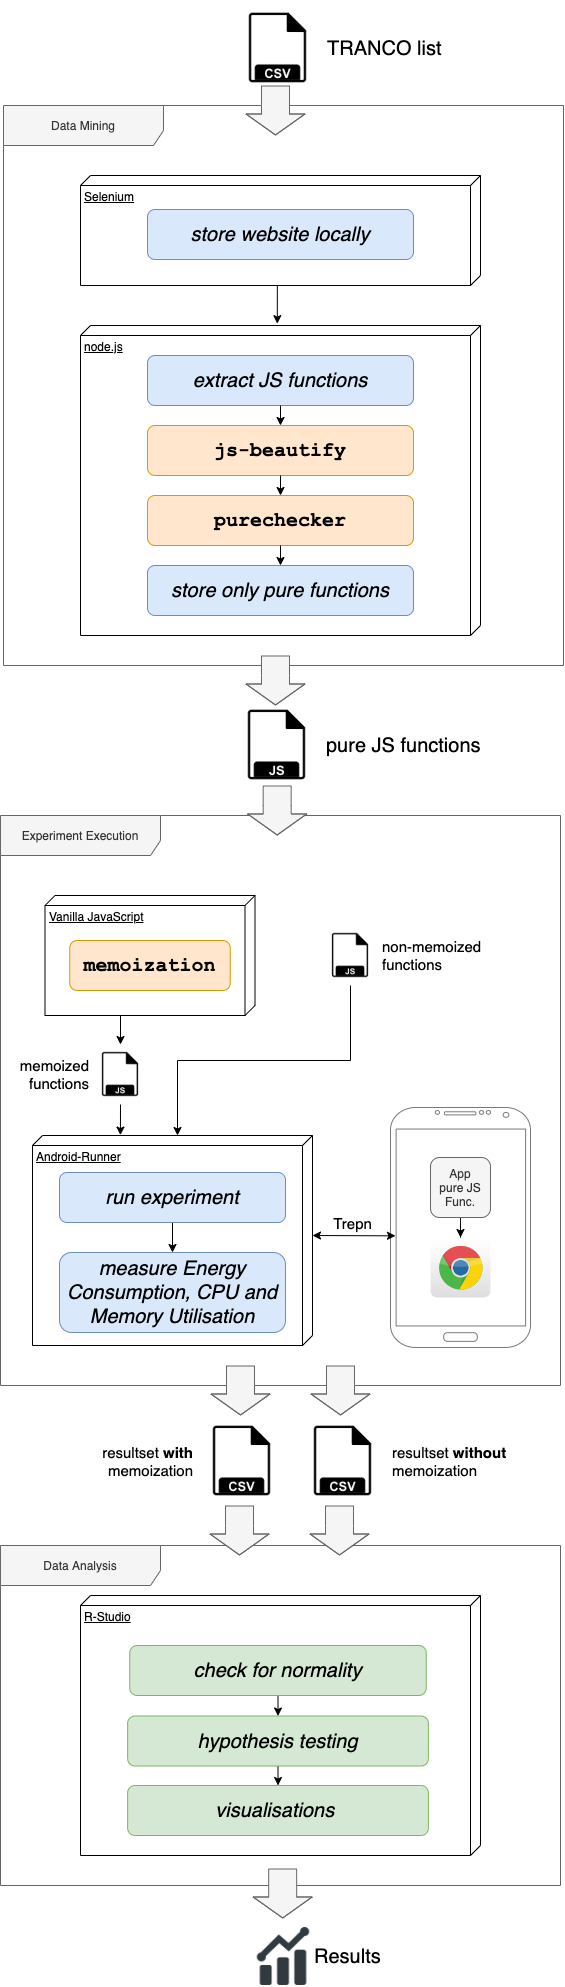 CSV
TRANCO list
Data Mining
Selenium
store website locally
node.js
extract JS functions
js-beautify
purechecker
store only pure functions
JS
pure JS functions
Experiment Execution
Vanilla JavaScript
memoization
JS
non-memoized
functions
memoized
functions
JS
Android-Runner
run experiment
measure Energy
Consumption, CPU and
Memory Utilisation
Trepn
App
pure JS
Func.
resultset with
memoization
CSV
CSV
resultset without
memoization
Data Analysis
R-Studio
check for normality
hypothesis testing
visualisations
Results